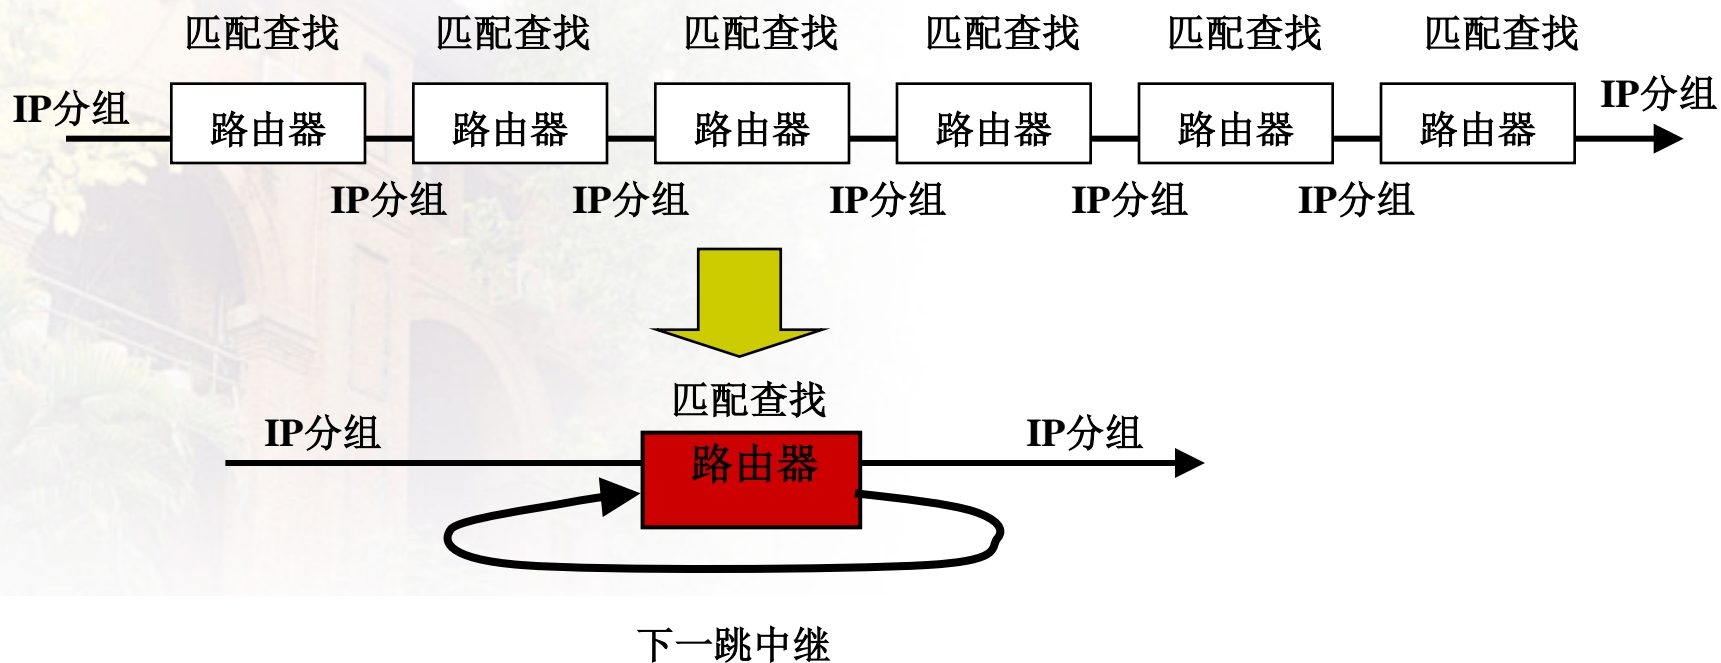 匹配查找 匹配查找 匹配查找 匹配查找 匹配查找 匹配查找
IP分组 路由器 路由器 路由器 路由器 路由器 路由器 IP分组
IP分组 IP分组 IP分组 IP分组 IP分组
匹配查找
IP分组 路由器 IP分组
下一跳中继